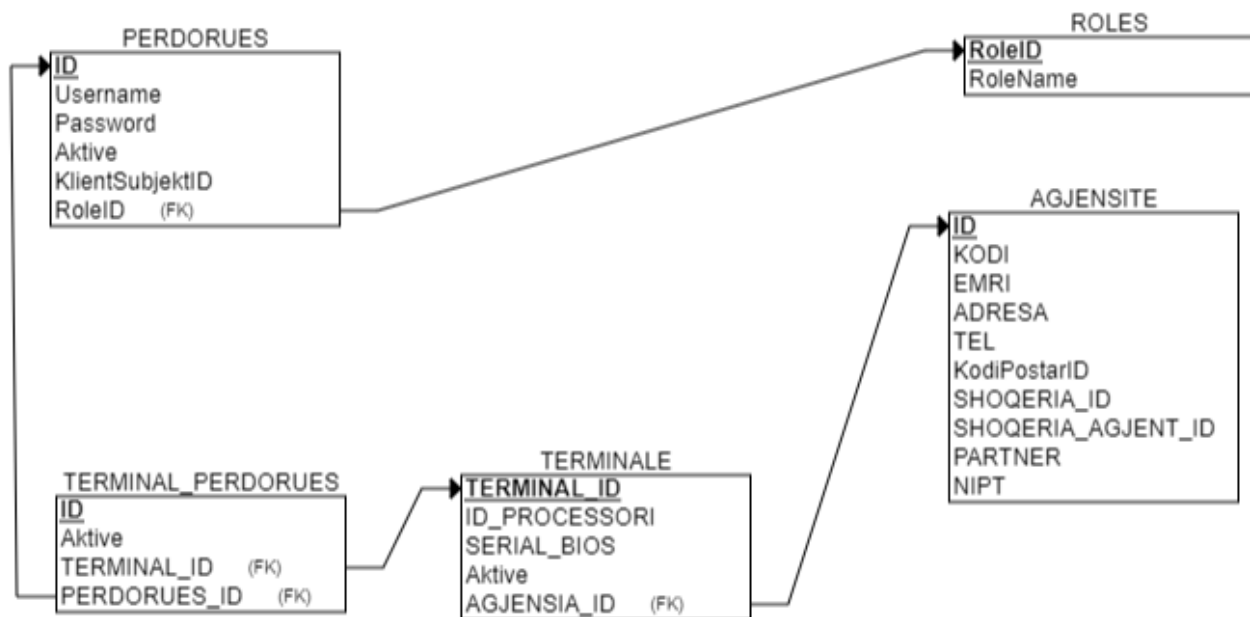 PERDORUES
ID
Username
Password
Aktive
KlientSubjektID
RoleID (FK)
ROLES
RoleID
RoleName
AGJENSITE
ID
KODI
EMRI
ADRESA
TEL
KodiPostarID
SHOQERIA_ID
SHOQERIA_AGJENT_ID
PARTNER
NIPT
TERMINAL_PERDORUES
ID
Aktive
TERMINAL_ID (FK)
PERDORUES_ID (FK)
TERMINALE
TERMINAL_ID
ID_PROCESSORI
SERIAL_BIOS
Aktive
AGJENSIA_ID (FK)